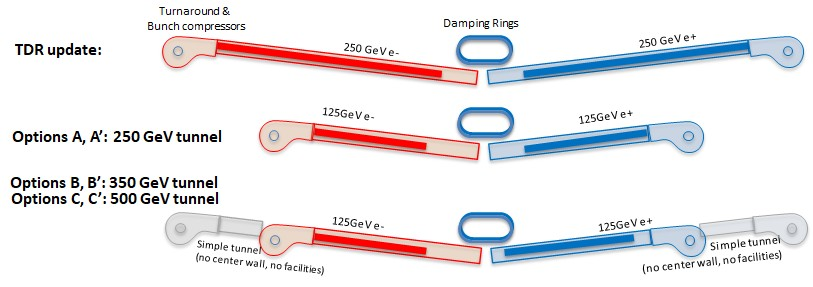 Turnaround &
Bunch compressors
Damping Rings
TDR update:
250 GeV e-
250 GeV e+
Options A, A’: 250 GeV tunnel
125GeV e-
125GeV e+
Options B, B’: 350 GeV tunnel
Options C, C’: 500 GeV tunnel
125GeV e-
125GeV e+
Simple tunnel
(no center wall, no facilities)
Simple tunnel
(no center wall, no facilities)